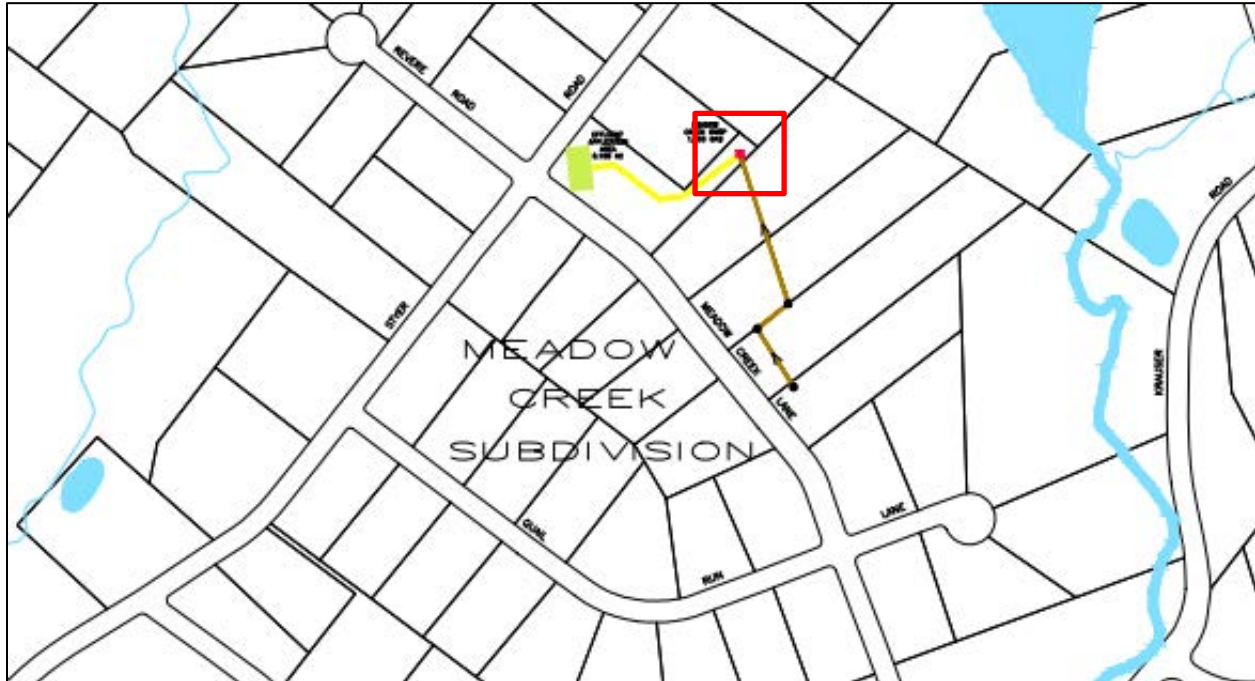 REVERE
ROAD
ROAD
STYER
MEADOW
CREEK
LANE
MEADOW
CREEK
SUBDIVISION
QUAIL
RUN
LANE
KRAUSER
ROAD